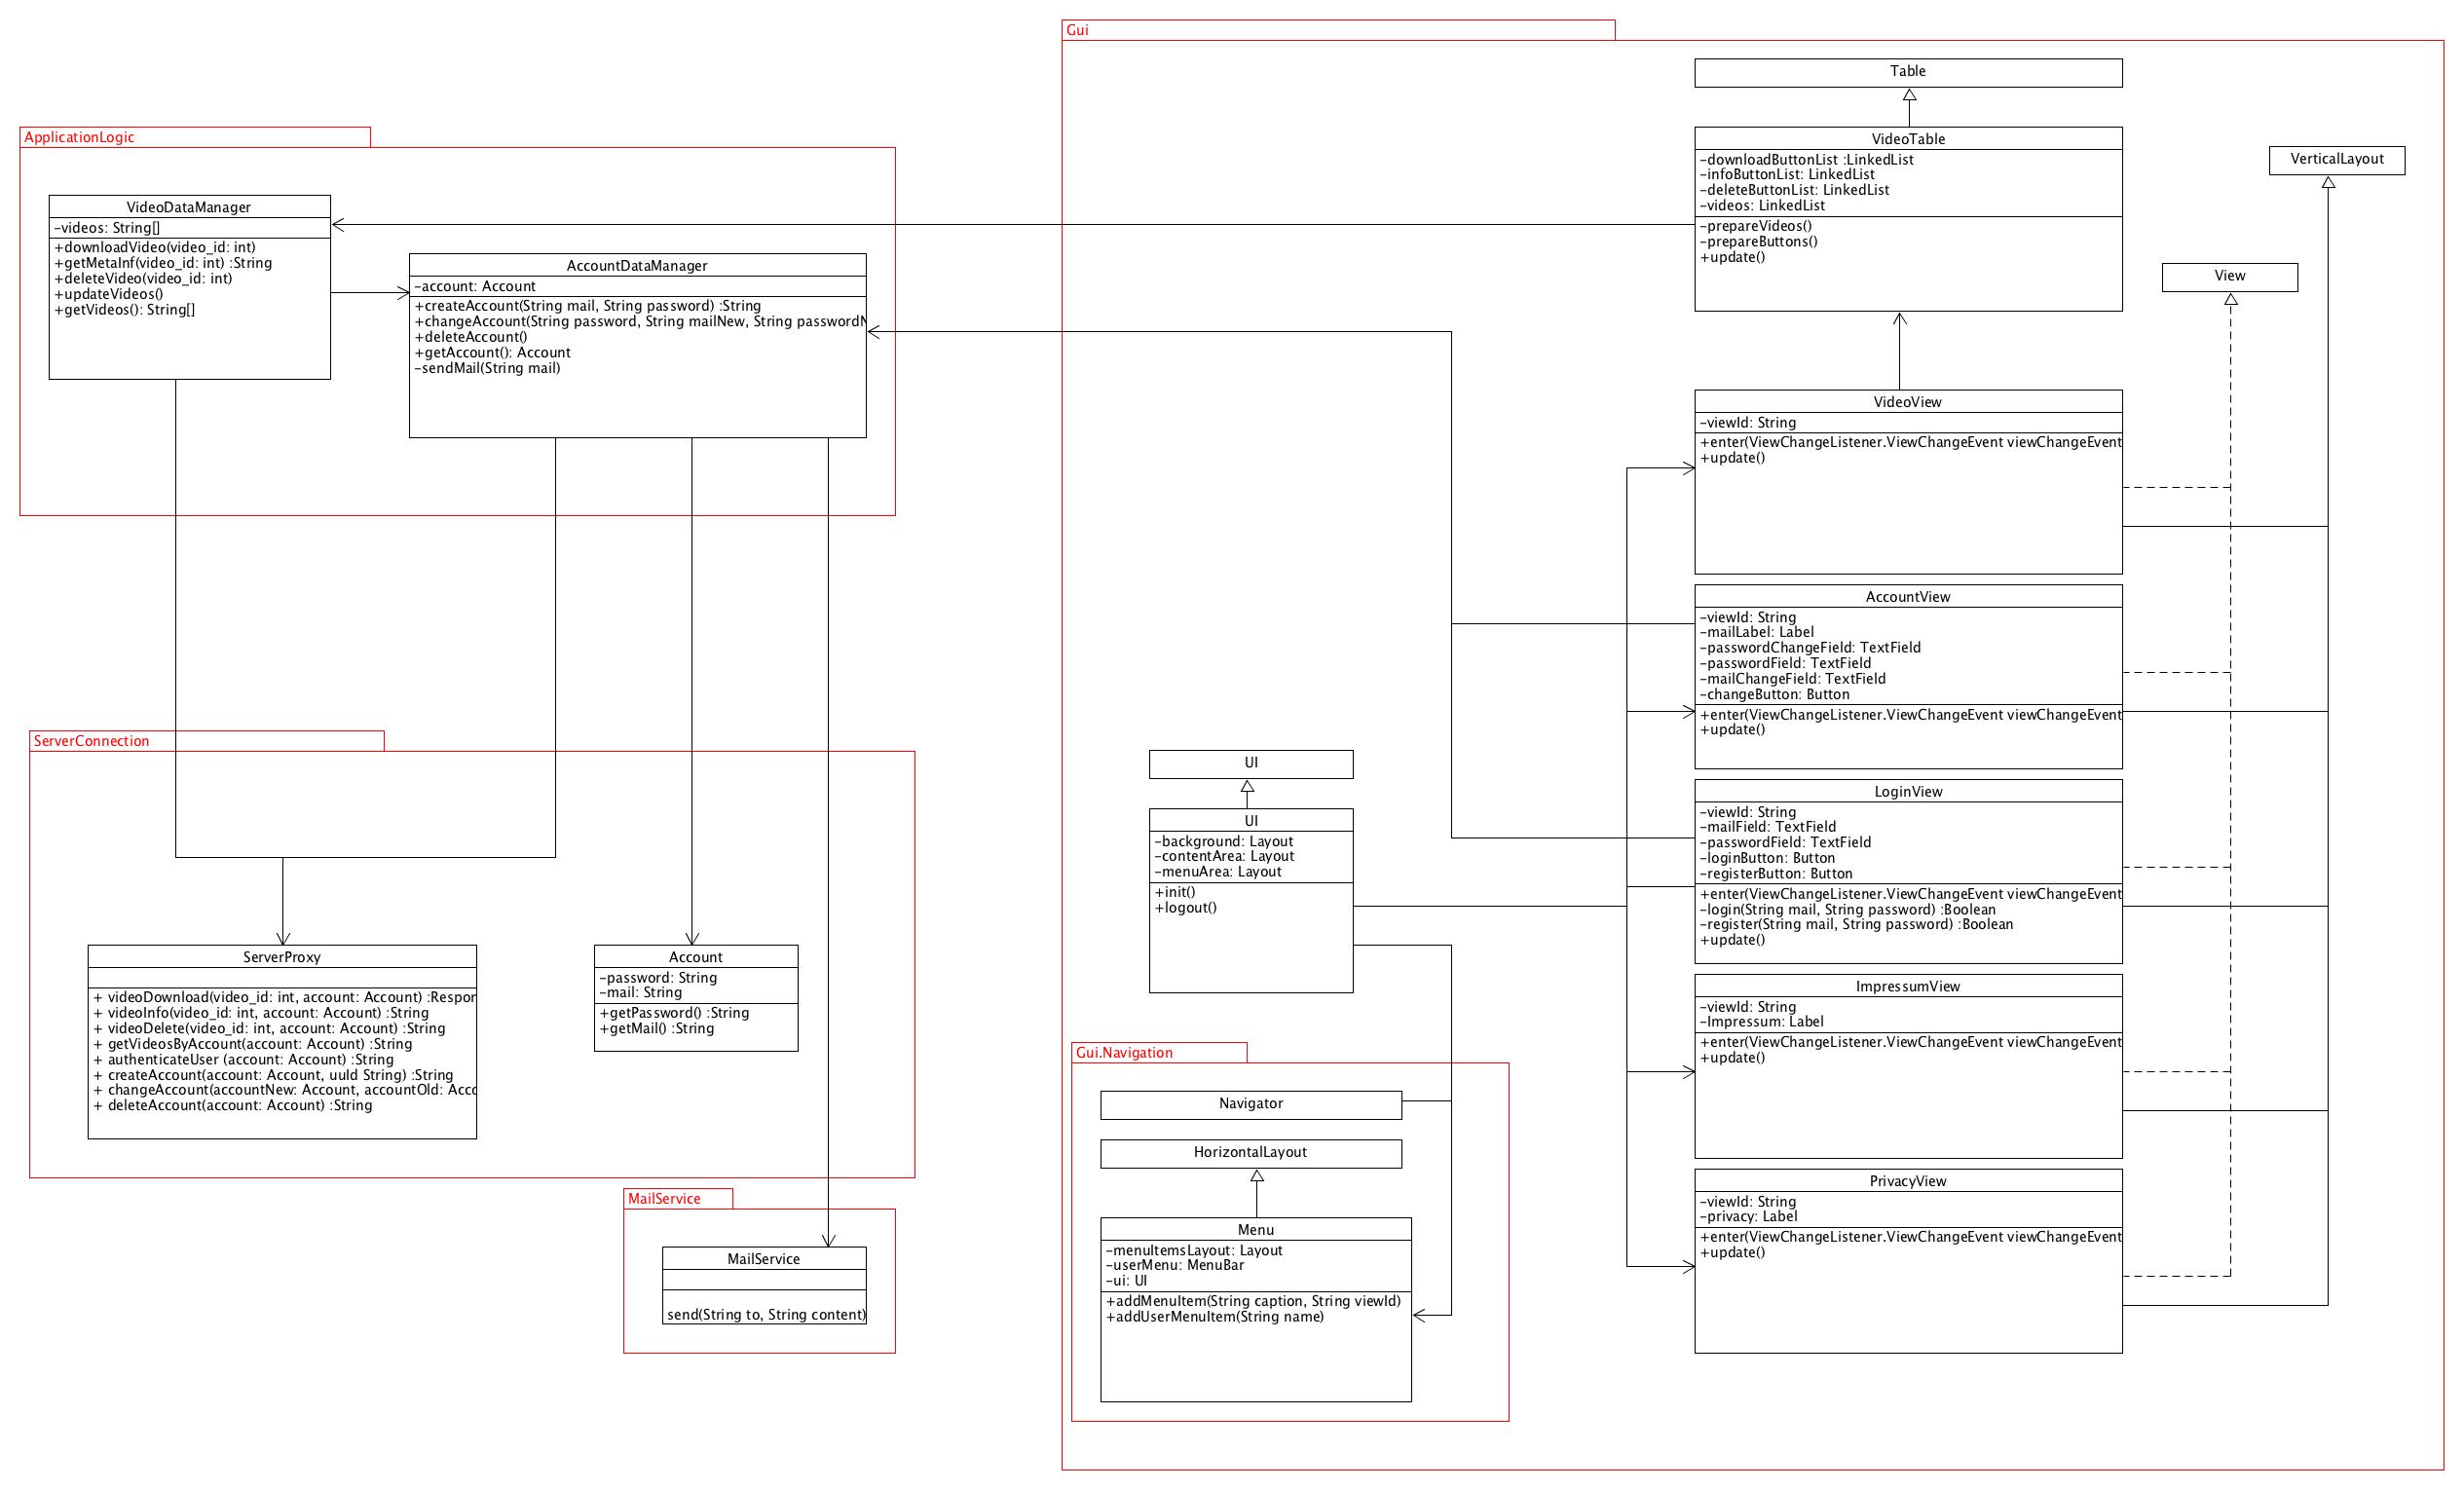 Gui
Table
VideoTable
-downloadButtonList :LinkedList
-infoButtonList: LinkedList
-deleteButtonList: LinkedList
-videos: LinkedList
-prepareVideos()
-prepareButtons()
+update()
VerticalLayout
View
ApplicationLogic
VideoDataManager
-videos: String[]
+downloadVideo(video_id: int)
+getMetaInf(video_id: int) :String
+deleteVideo(video_id: int)
+updateVideos()
+getVideos(): String[]
AccountDataManager
-account: Account
+createAccount(String mail, String password) :String
+changeAccount(String password, String mailNew, String passwordN
+deleteAccount()
+getAccount(): Account
-sendMail(String mail)
VideoView
-viewId: String
+enter(ViewChangeListener.ViewChangeEvent viewChangeEvent
+update()
AccountView
-viewId: String
-mailLabel: Label
-passwordChangeField: TextField
-passwordField: TextField
-mailChangeField: TextField
-changeButton: Button
+enter(ViewChangeListener.ViewChangeEvent viewChangeEvent
+update()
ServerConnection
UI
UI
-background: Layout
-contentArea: Layout
-menuArea: Layout
+init()
+logout()
LoginView
-viewId: String
-mailField: TextField
-passwordField: TextField
-loginButton: Button
-registerButton: Button
+enter(ViewChangeListener.ViewChangeEvent viewChangeEvent
-login(String mail, String password) :Boolean
-register(String mail, String password) :Boolean
+update()
ServerProxy
+ videoDownload(video_id: int, account: Account) :Respon
+ videoInfo(video_id: int, account: Account) :String
+ videoDelete(video_id: int, account: Account) :String
+ getVideosByAccount(account: Account) :String
+ authenticateUser (account: Account) :String
+ createAccount(account: Account, uuId String) :String
+ changeAccount(accountNew: Account, accountOld: Acco
+ deleteAccount(account: Account) :String
Account
-password: String
-mail: String
+getPassword() :String
+getMail() :String
ImpressumView
-viewId: String
-Impressum: Label
+enter(ViewChangeListener.ViewChangeEvent viewChangeEvent
+update()
Gui.Navigation
Navigator
HorizontalLayout
Menu
-menuItemsLayout: Layout
-userMenu: MenuBar
-ui: UI
+addMenuItem(String caption, String viewId)
+addUserMenuItem(String name)
PrivacyView
-viewId: String
-privacy: Label
+enter(ViewChangeListener.ViewChangeEvent viewChangeEvent
+update()
MailService
MailService
send(String to, String content)